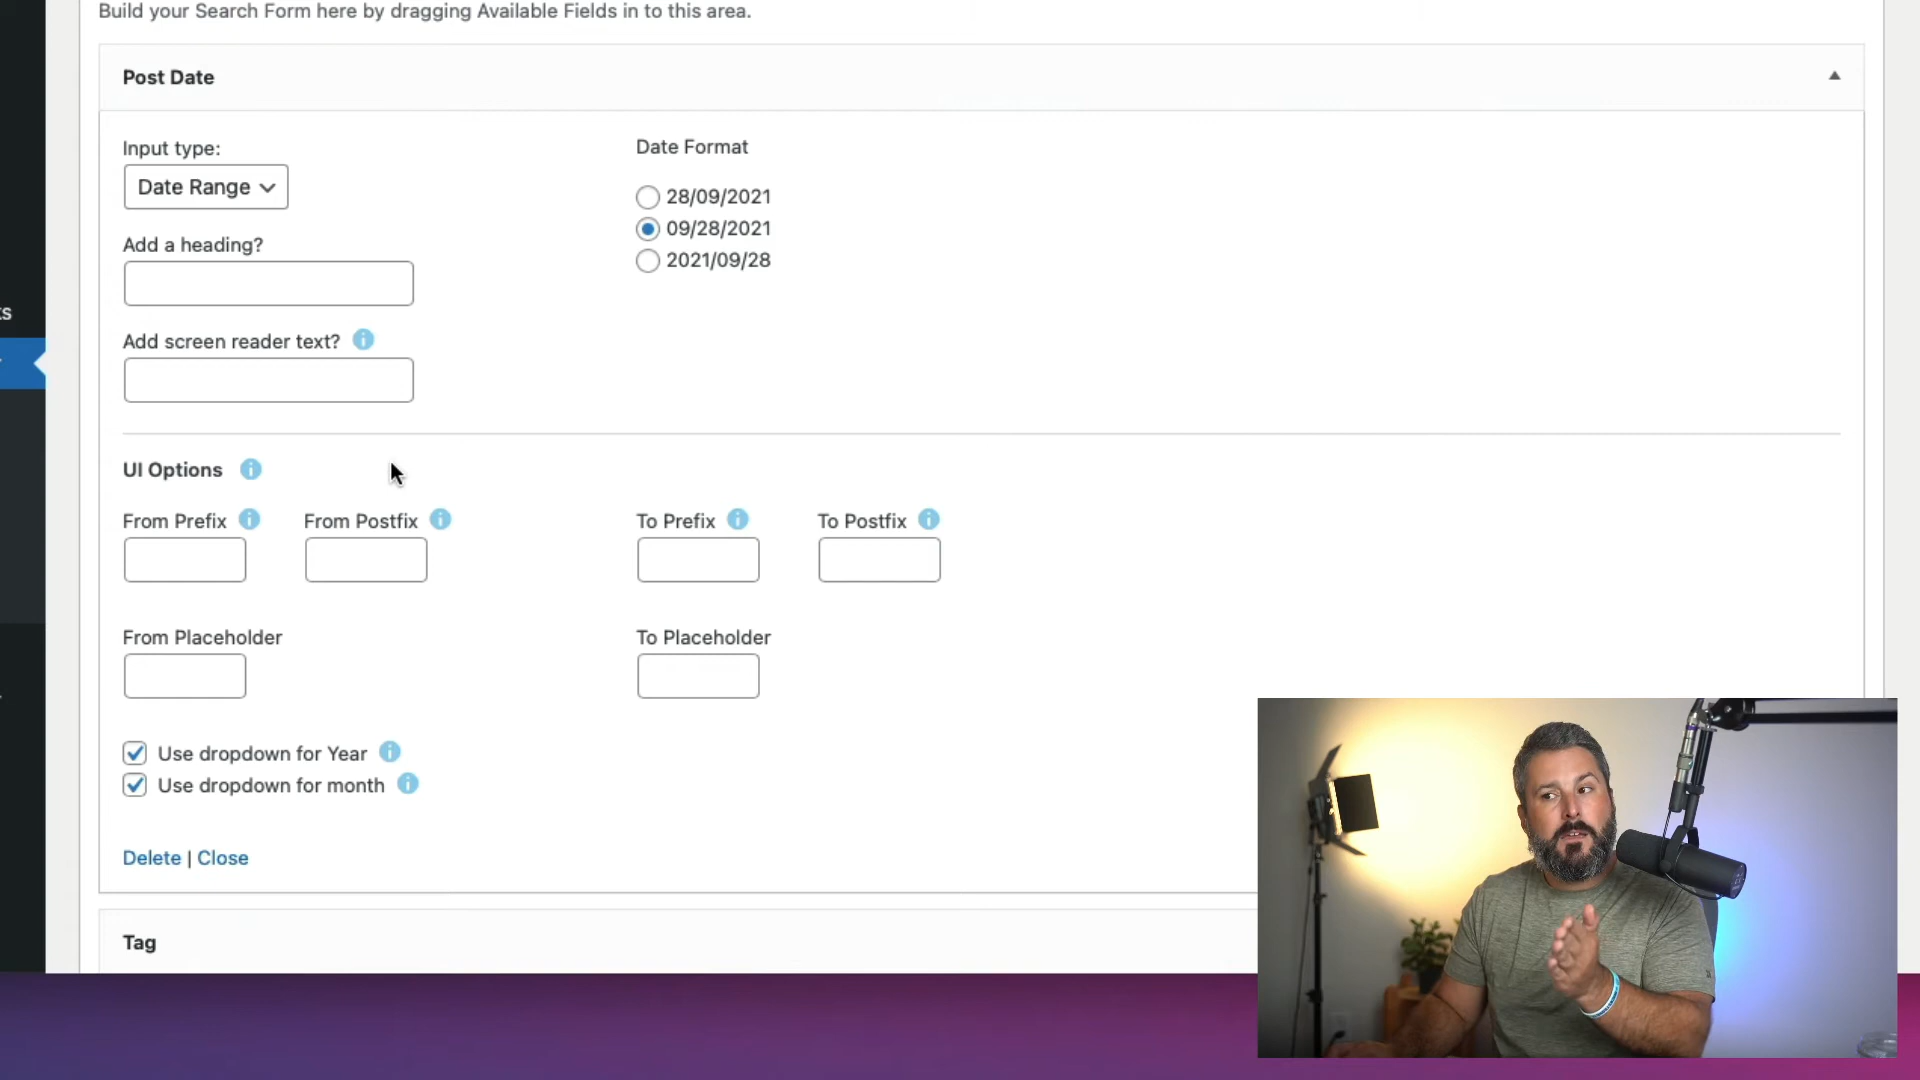 Build your Search Form here by dragging Available Fields in to this area.
Post Date
Input type:
Date Range
Date Format
28/09/2021
09/28/2021
2021/09/28
Add a heading?
Add screen reader text?
UI Options
From Prefix
From Postfix
To Prefix
To Postfix
From Placeholder
To Placeholder
Use dropdown for Year
Use dropdown for month
Delete | Close
Tag